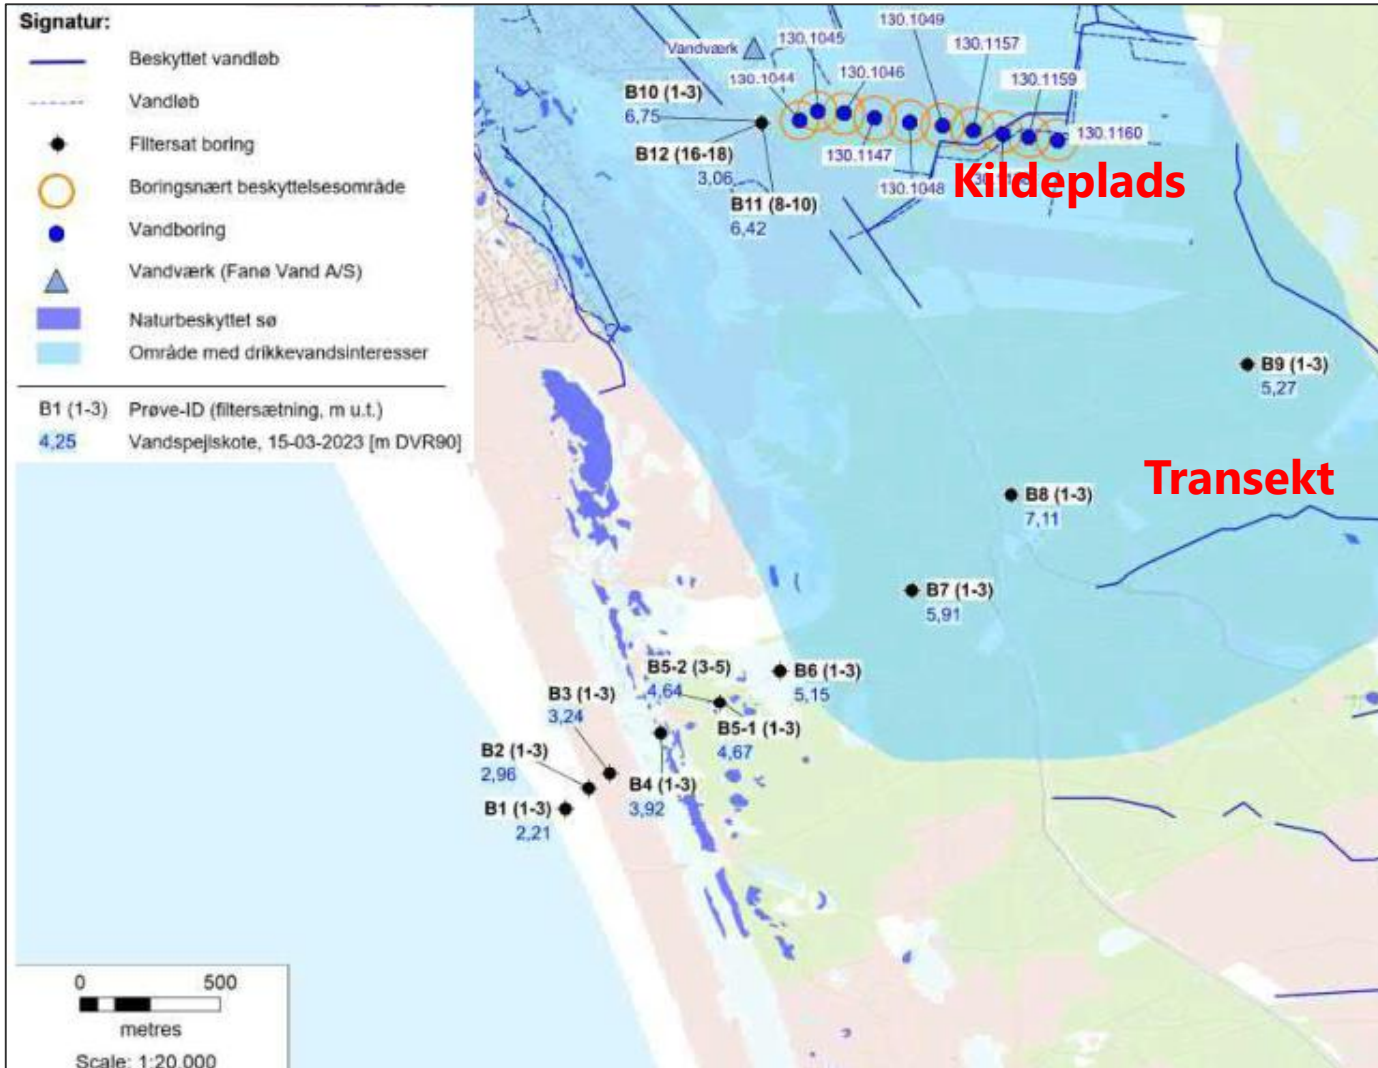 Signatur:
Beskyttet vandløb
Vandløb
Filtersat boring
Boringsnært beskyttelsesområde
Vandboring
Vandværk (Fanø Vand A/S)
Naturbeskyttet sø
Område med drikkevandsinteresser
B1 (1-3) Prøve-ID (filtersætning, m u.t.)
4,25 Vandspejlskote, 15-03-2023 [m DVR90]
130.1049
130.1045
130.1157
Vandværk
130.1044
130.1046
130.1159
B10 (1-3)
6,75
130.1160
B12 (16-18)
3,06
130.1147
130.1048
Kildeplads
B11 (8-10)
6,42
B9 (1-3)
5,27
Transekt
B8 (1-3)
7,11
B7 (1-3)
5,91
B5-2 (3-5)
4,64
B6 (1-3)
5,15
B3 (1-3)
3,24
B5-1 (1-3)
4,67
B2 (1-3)
2,96
B4 (1-3)
3,92
B1 (1-3)
2,21
0 500
metres
Scale: 1:20.000